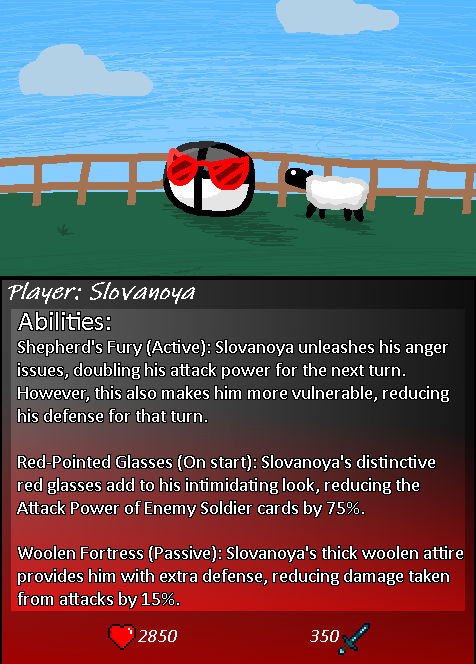 Player: Slovanoya
Abilities:
Shepherd's Fury (Active): Slovanoya unleashes his anger
issues, doubling his attack power for the next turn.
However, this also makes him more vulnerable, reducing
his defense for that turn.
Red-Pointed Glasses (On start): Slovanoya's distinctive
red glasses add to his intimidating look, reducing the
Attack Power of Enemy Soldier cards by 75%.
Woolen Fortress (Passive): Slovanoya's thick woolen attire
provides him with extra defense, reducing damage taken
from attacks by 15%.
2850 350